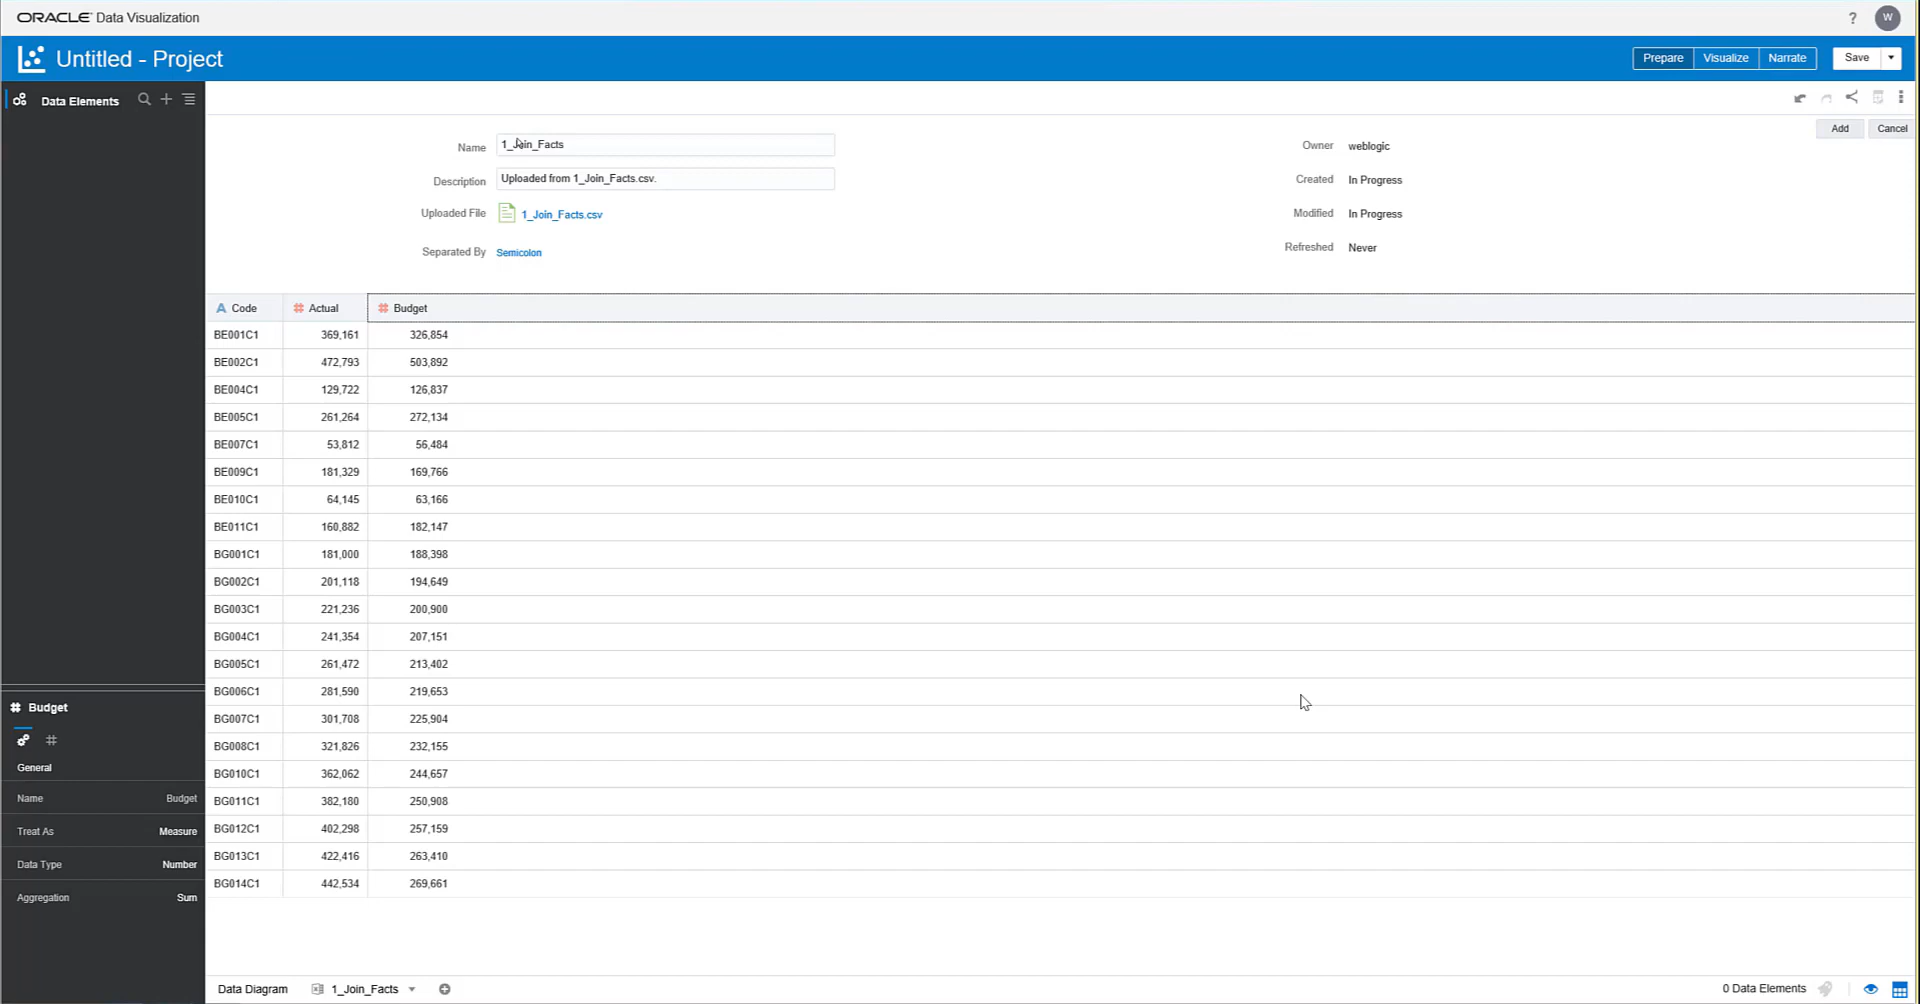 ORACLE Data Visualization
? W
Untitled - Project
Prepare Visualize Narrate Save
Data Elements
Add Cancel
Name 1_Join_Facts
Owner weblogic
Description Uploaded from 1_Join_Facts.csv.
Created In Progress
Uploaded File 1_Join_Facts.csv
Modified In Progress
Separated By Semicolon
Refreshed Never
A Code # Actual # Budget
BE001C1 369,161 326,854
BE002C1 472,793 503,892
BE004C1 129,722 126,837
BE005C1 261,264 272,134
BE007C1 53,812 56,484
BE009C1 181,329 169,766
BE010C1 64,145 63,166
BE011C1 160,882 182,147
BG001C1 181,000 188,398
BG002C1 201,118 194,649
BG003C1 221,236 200,900
BG004C1 241,354 207,151
BG005C1 261,472 213,402
BG006C1 281,590 219,653
BG007C1 301,708 225,904
BG008C1 321,826 232,155
BG010C1 362,062 244,657
BG011C1 382,180 250,908
BG012C1 402,298 257,159
BG013C1 422,416 263,410
BG014C1 442,534 269,661
# Budget
#
General
Name Budget
Treat As Measure
Data Type Number
Aggregation Sum
Data Diagram 1_Join_Facts
0 Data Elements